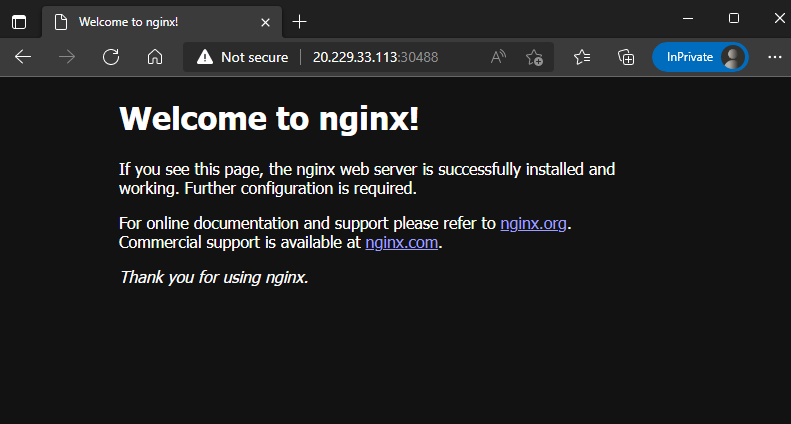 Welcome to nginx!
Not secure
20.229.33.113:30488
InPrivate
Welcome to nginx!
If you see this page, the nginx web server is successfully installed and
working. Further configuration is required.
For online documentation and support please refer to nginx.org.
Commercial support is available at nginx.com.
Thank you for using nginx.